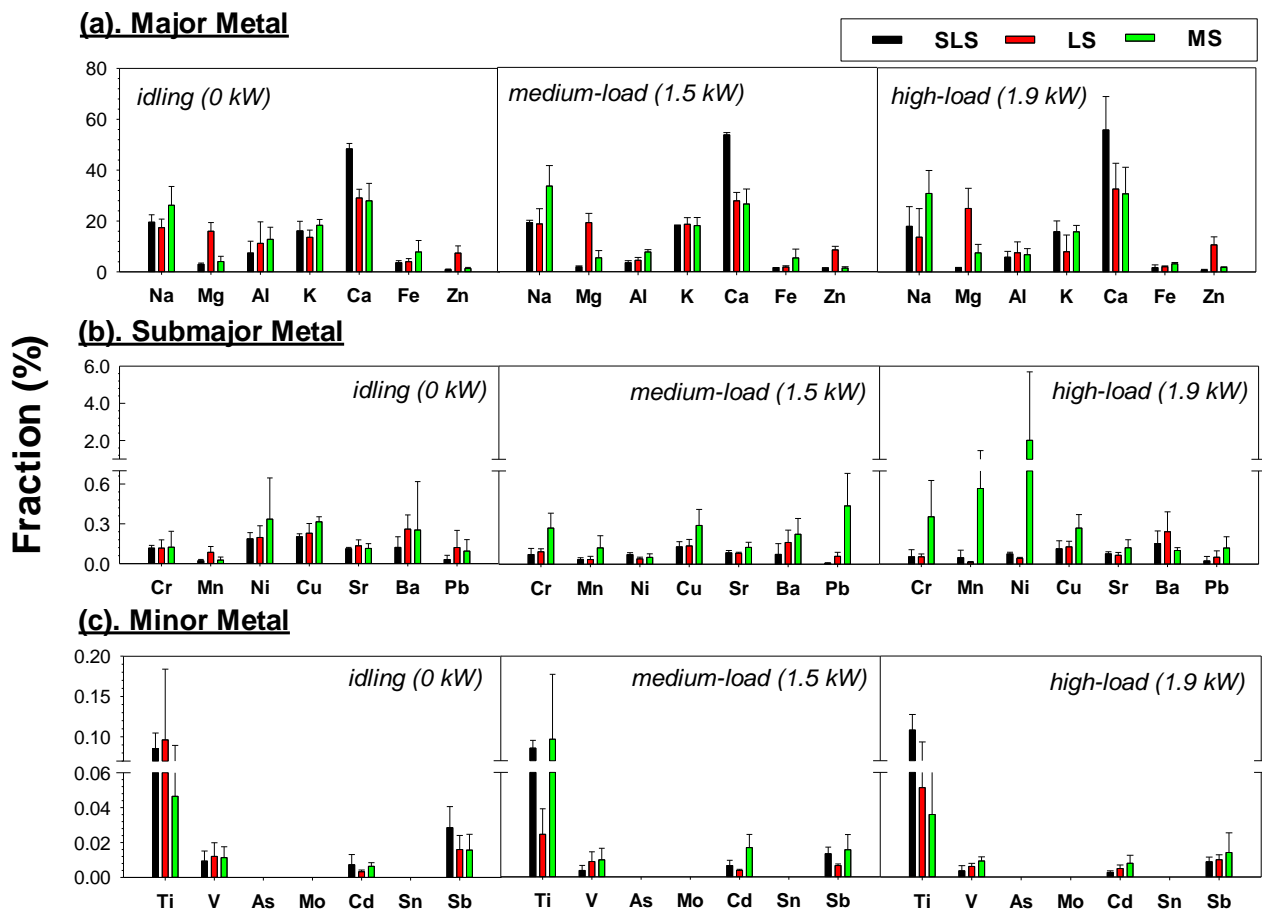 (a). Major Metal
SLS LS MS
80
60
40
20
0
idling (0 kW)
medium-load (1.5 kW)
high-load (1.9 kW)
Na Mg Al K Ca Fe Zn
Na Mg Al K Ca Fe Zn
Na Mg Al K Ca Fe Zn
(b). Submajor Metal
Fraction (%)
6.0
4.0
2.0
0.6
0.3
0.0
idling (0 kW)
medium-load (1.5 kW)
high-load (1.9 kW)
Cr Mn Ni Cu Sr Ba Pb
Cr Mn Ni Cu Sr Ba Pb
Cr Mn Ni Cu Sr Ba Pb
(c). Minor Metal
0.20
0.15
0.10
0.06
0.04
0.02
0.00
idling (0 kW)
medium-load (1.5 kW)
high-load (1.9 kW)
Ti V As Mo Cd Sn Sb
Ti V As Mo Cd Sn Sb
Ti V As Mo Cd Sn Sb